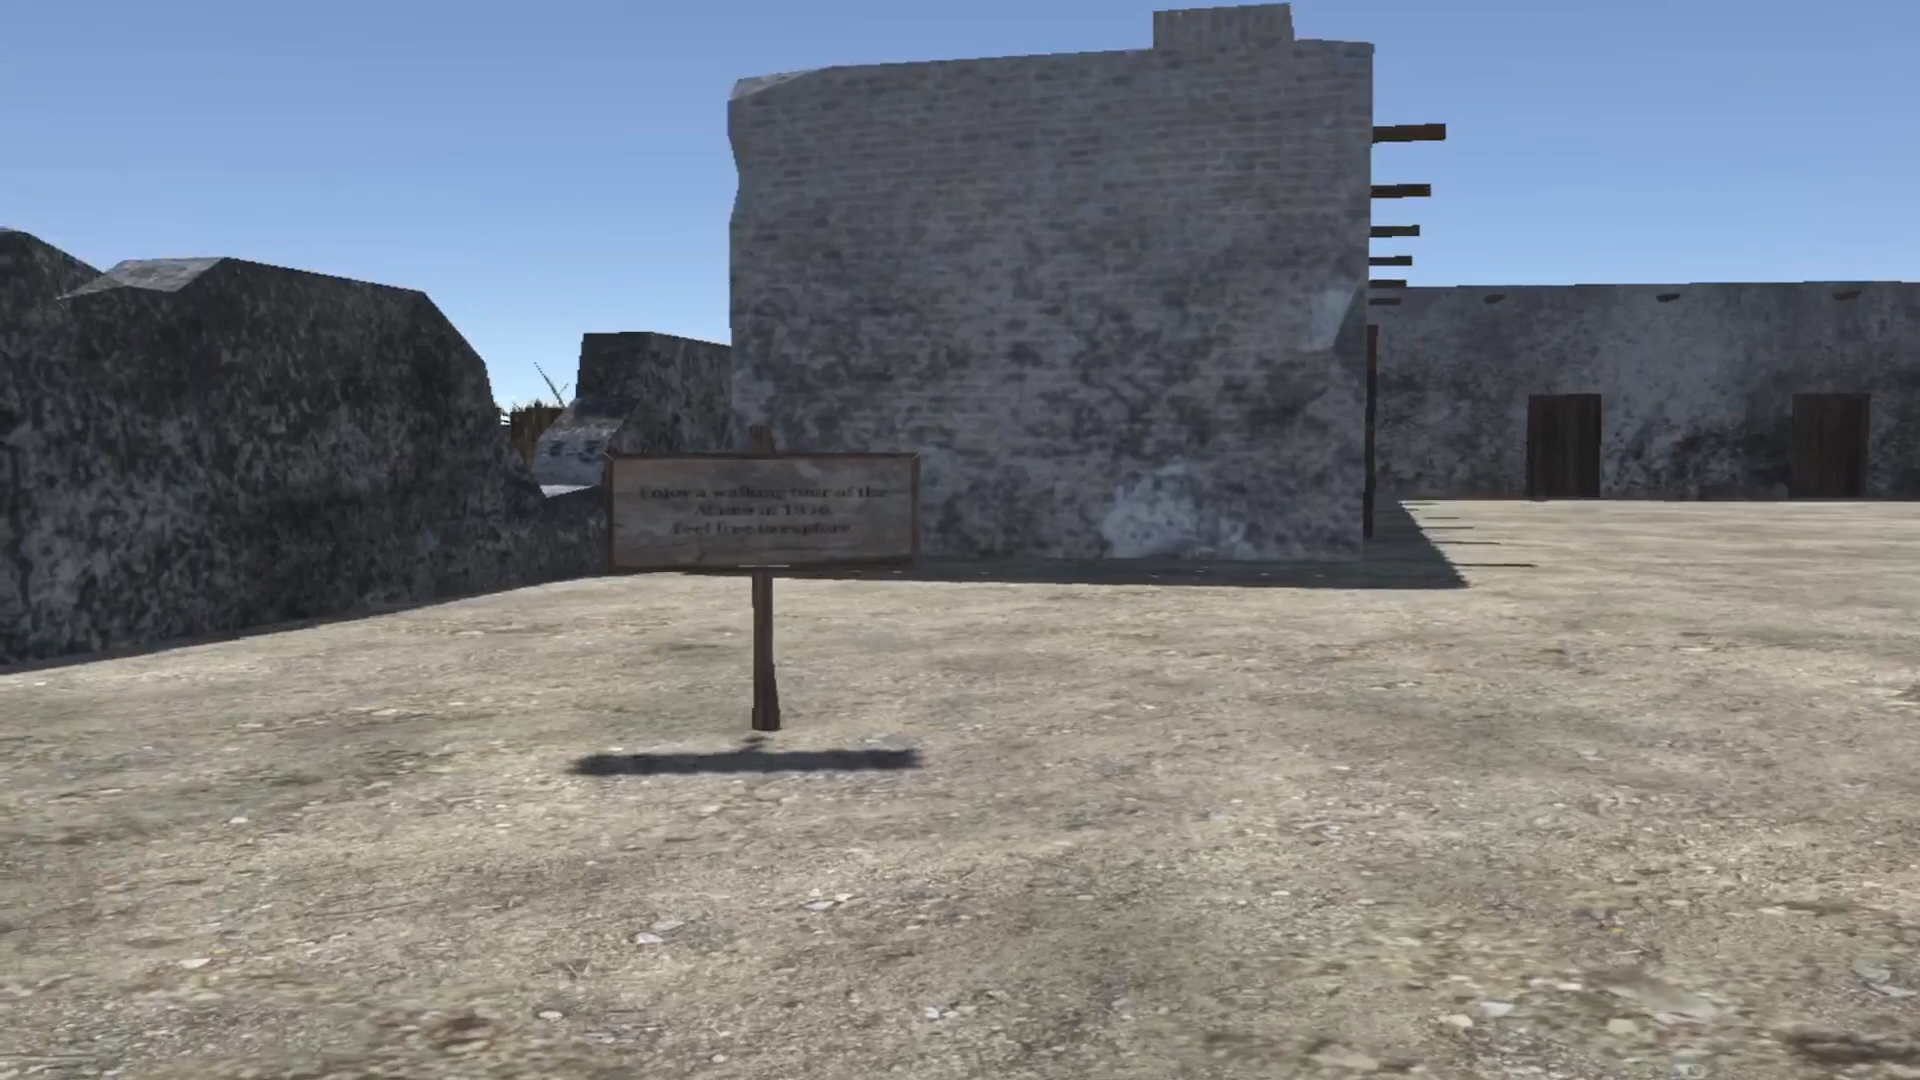 Enjoy a walking tour of the
Alamo in 1836.
Feel free to explore